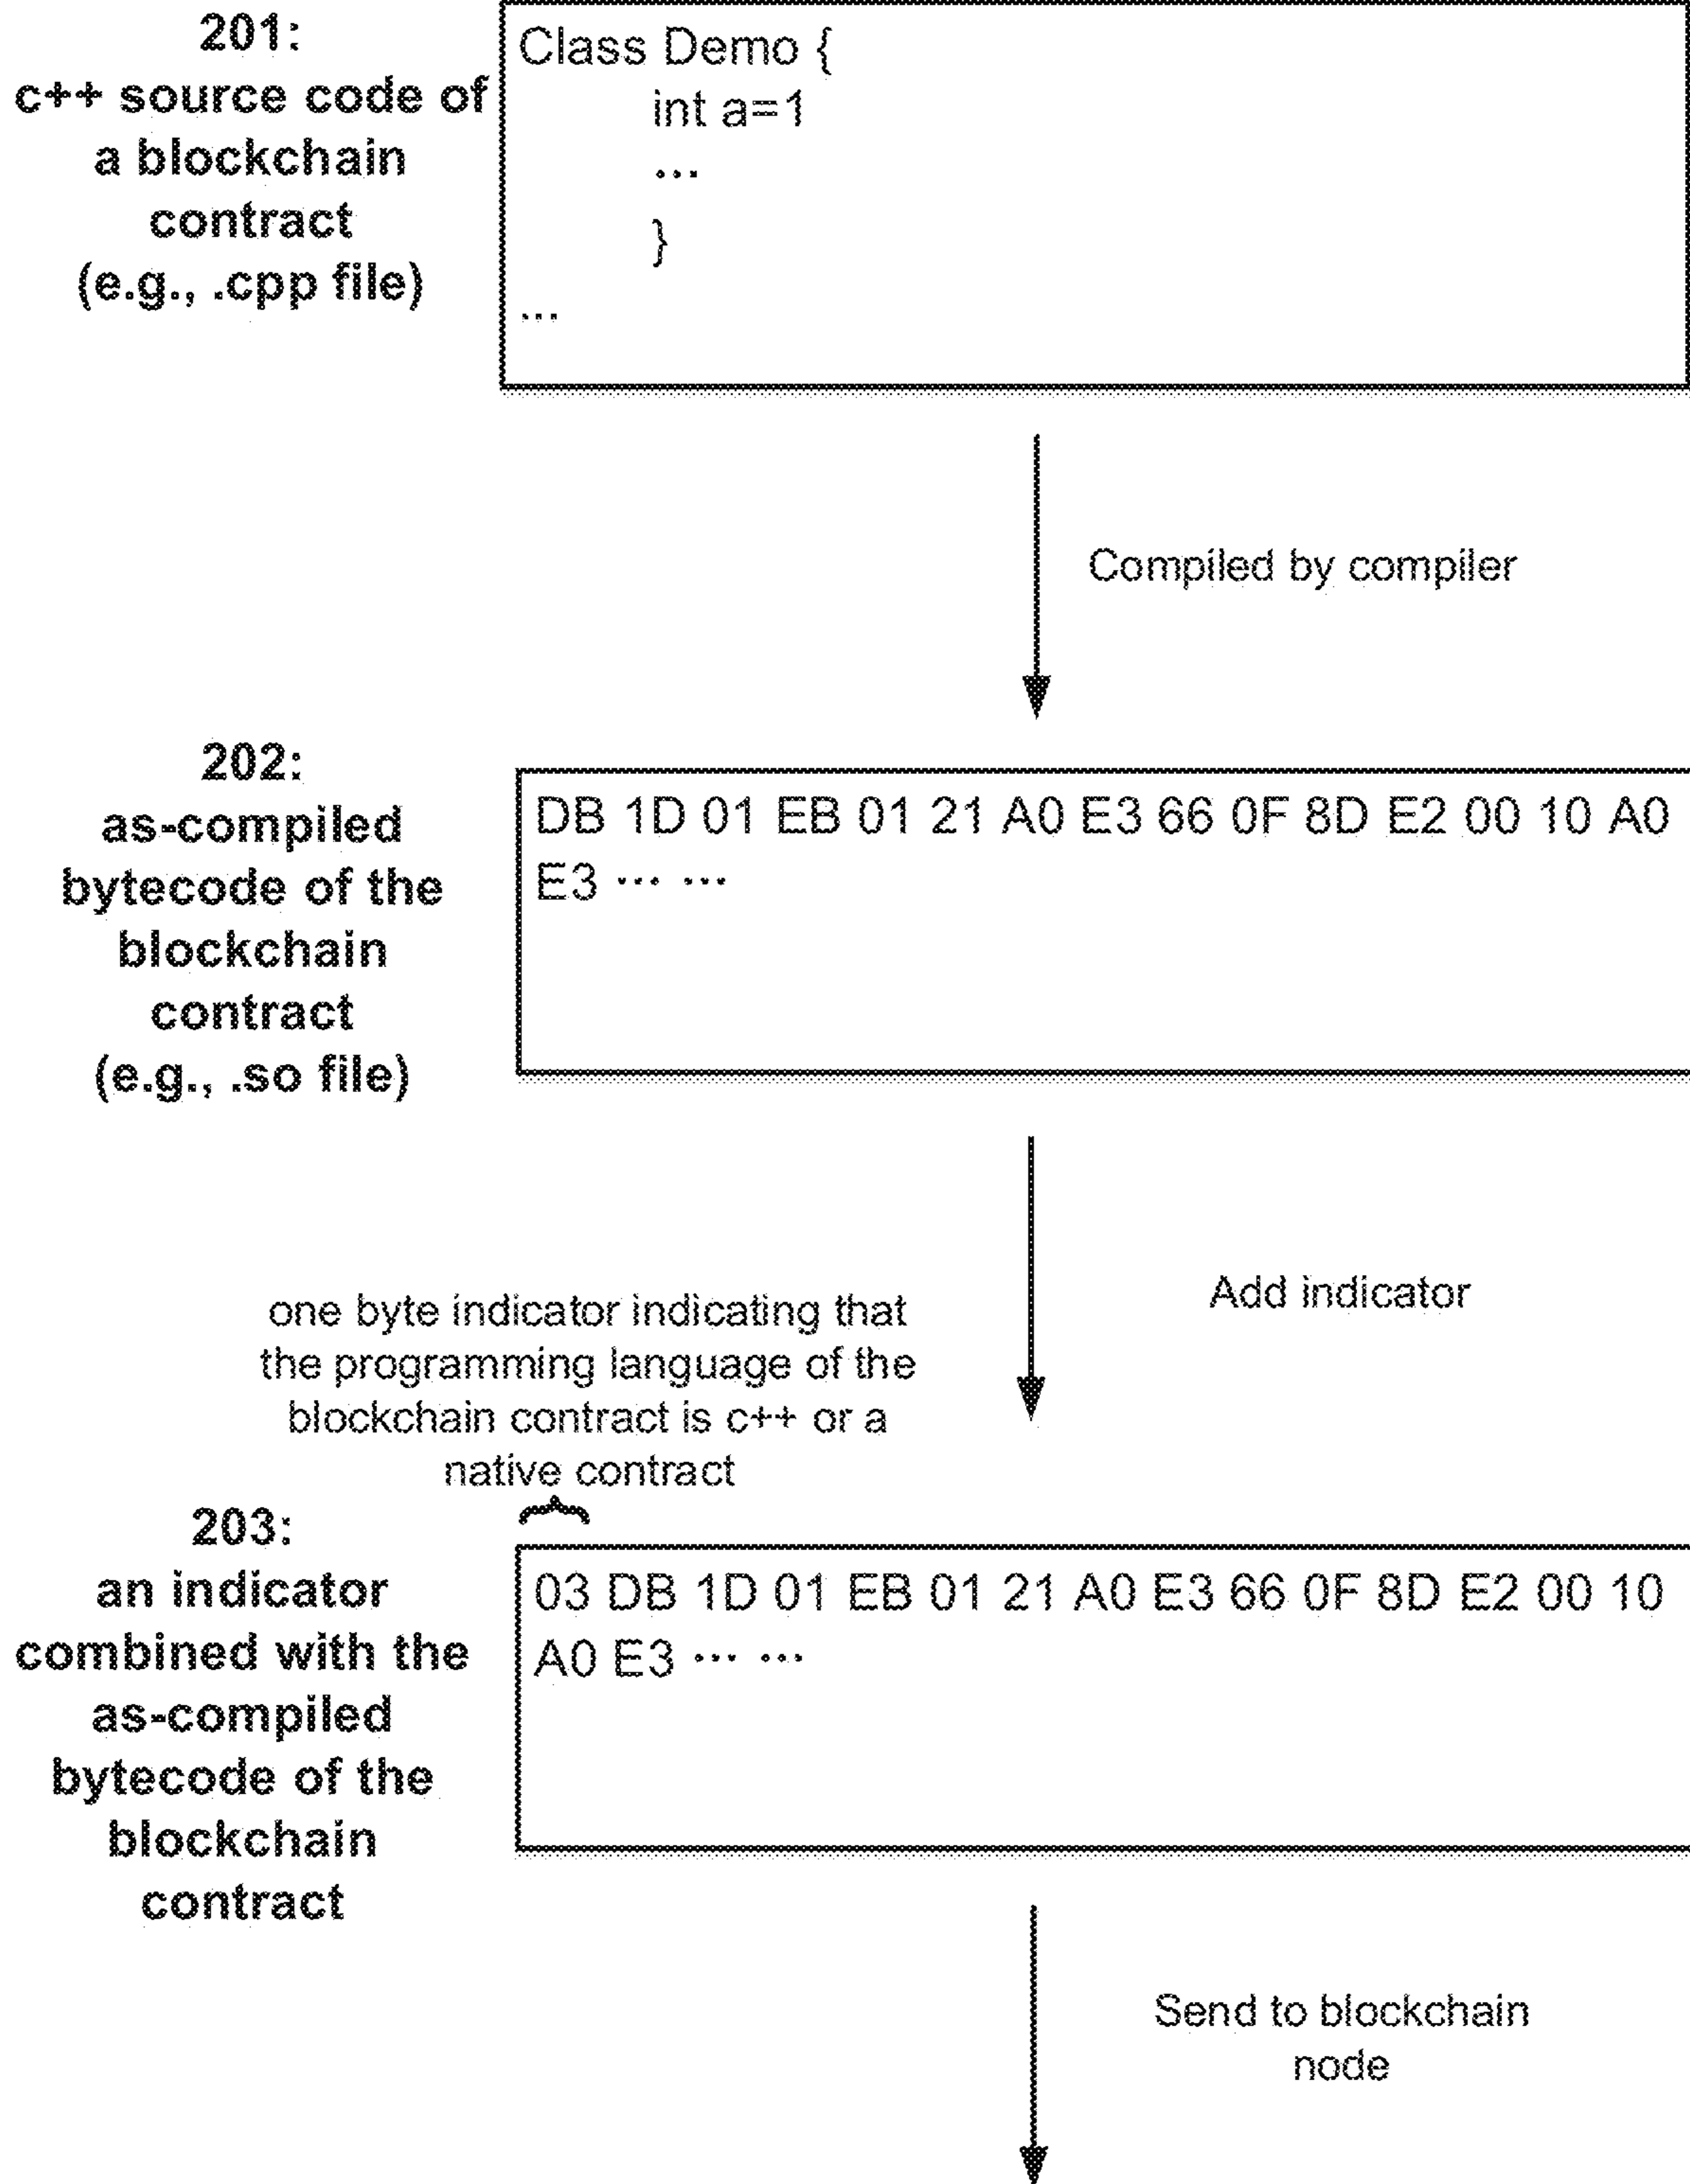 201:
c++ source code of
a blockchain
contract
(e.g., .cpp file)
Class Demo {
int a=1
...
}
...
Compiled by compiler
202:
as-compiled
bytecode of the
blockchain
contract
(e.g., .so file)
DB 1D 01 EB 01 21 A0 E3 66 0F 8D E2 00 10 A0
E3 ... ...
Add indicator
one byte indicator indicating that
the programming language of the
blockchain contract is c++ or a
native contract
203:
an indicator
combined with the
as-compiled
bytecode of the
blockchain
contract
03 DB 1D 01 EB 01 21 A0 E3 66 0F 8D E2 00 10
A0 E3 ... ...
Send to blockchain
node